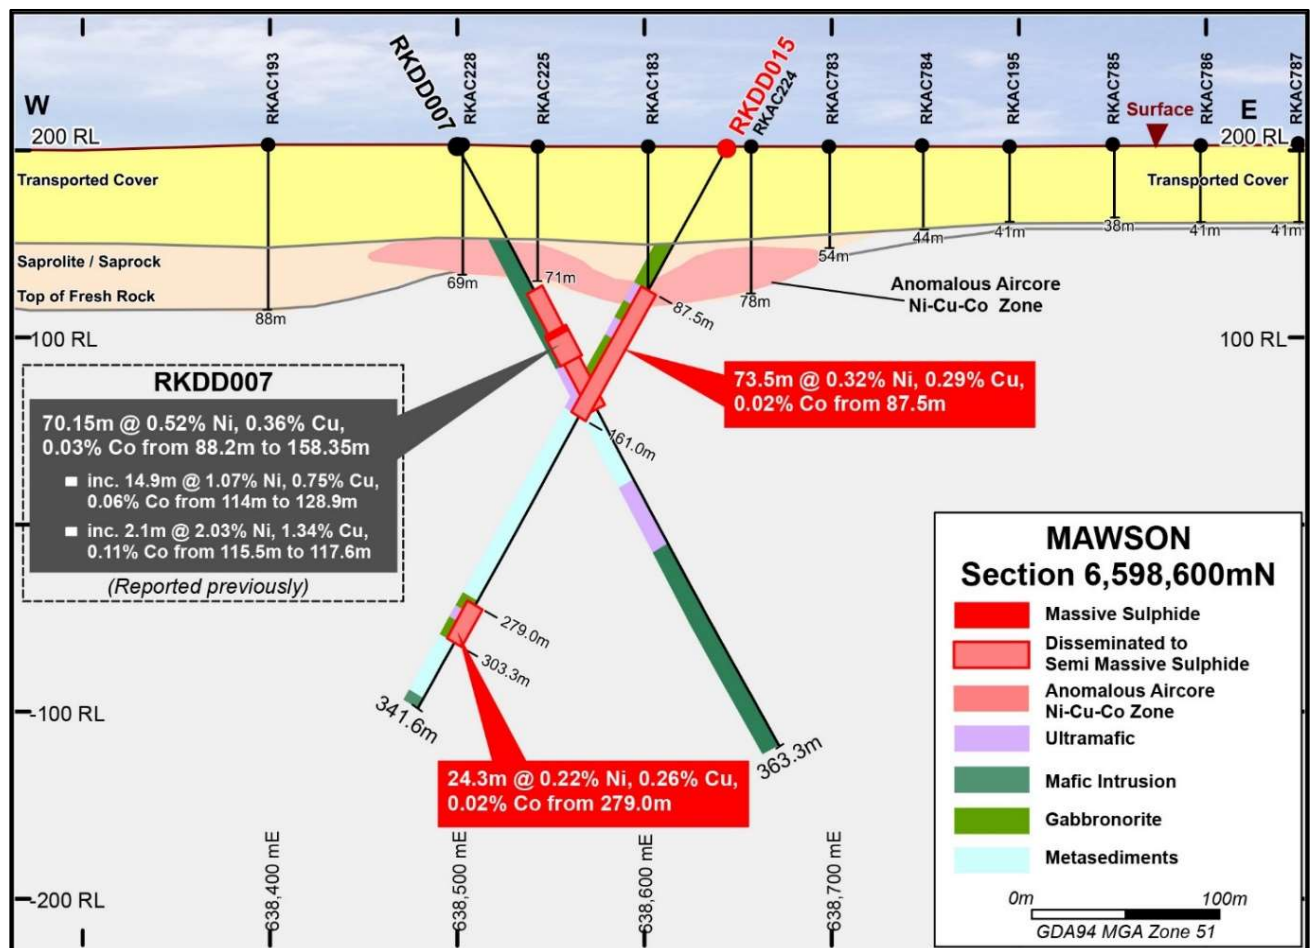 RKAC193
RKDD007
RKAC228
RKAC225
RKAC183
RKDD015
RKAC224
RKAC783
RKAC784
RKAC195
RKAC785
RKAC786
RKAC787
W
Surface
E
200 RL
200 RL
Transported Cover
Transported Cover
Saprolite / Saprock
Top of Fresh Rock
88m
69m
71m
78m
54m
44m
41m
38m
41m
41m
87.5m
Anomalous Aircore
Ni-Cu-Co Zone
100 RL
100 RL
RKDD007
70.15m @ 0.52% Ni, 0.36% Cu,
0.03% Co from 88.2m to 158.35m
inc. 14.9m @ 1.07% Ni, 0.75% Cu,
0.06% Co from 114m to 128.9m
inc. 2.1m @ 2.03% Ni, 1.34% Cu,
0.11% Co from 115.5m to 117.6m
(Reported previously)
73.5m @ 0.32% Ni, 0.29% Cu,
0.02% Co from 87.5m
161.0m
279.0m
303.3m
341.6m
363.3m
24.3m @ 0.22% Ni, 0.26% Cu,
0.02% Co from 279.0m
-100 RL
-200 RL
638,400 mE
638,500 mE
638,600 mE
638,700 mE
MAWSON
Section 6,598,600mN
Massive Sulphide
Disseminated to
Semi Massive Sulphide
Anomalous Aircore
Ni-Cu-Co Zone
Ultramafic
Mafic Intrusion
Gabbronorite
Metasediments
0m
100m
GDA94 MGA Zone 51